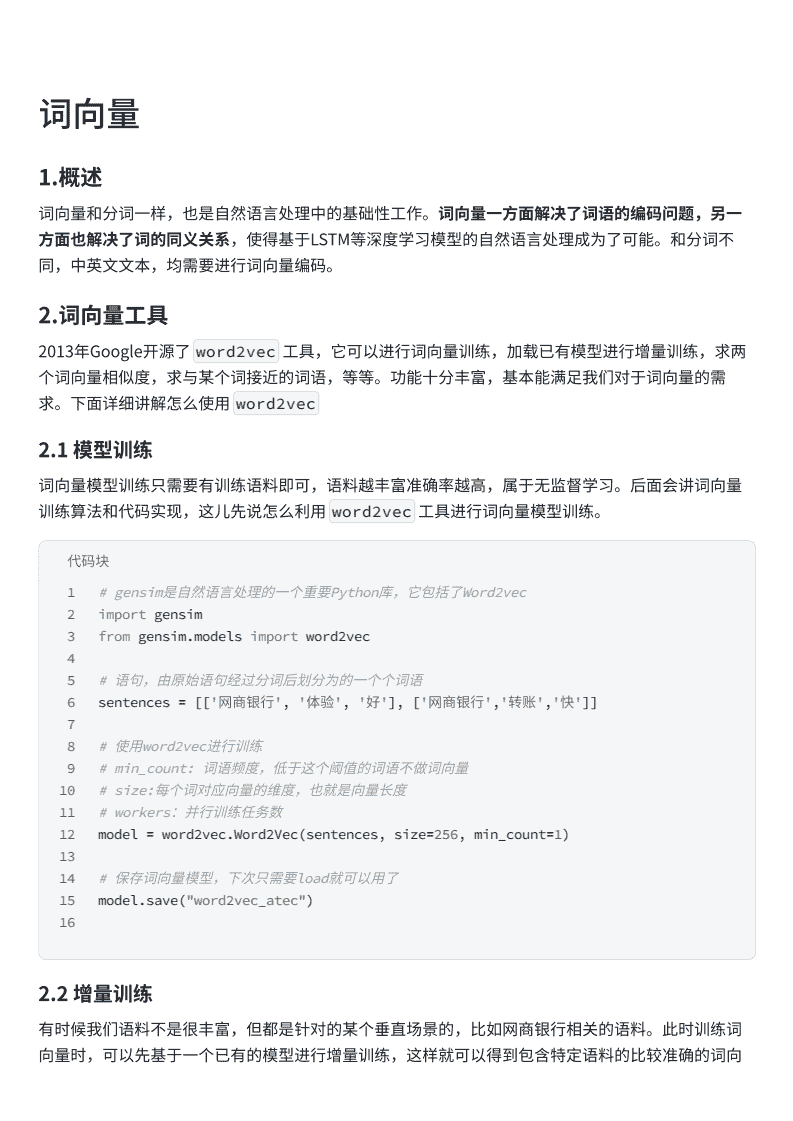 词向量
1.概述
词向量和分词一样，也是自然语言处理中的基础性工作。词向量一方面解决了词语的编码问题，另一
方面也解决了词的同义关系，使得基于LSTM等深度学习模型的自然语言处理成为了可能。和分词不
同，中英文文本，均需要进行词向量编码。
2.词向量工具
2013年Google开源了 word2vec 工具，它可以进行词向量训练，加载已有模型进行增量训练，求两
个词向量相似度，求与某个词接近的词语，等等。功能十分丰富，基本能满足我们对于词向量的需
求。下面详细讲解怎么使用 word2vec
2.1 模型训练
词向量模型训练只需要有训练语料即可，语料越丰富准确率越高，属于无监督学习。后面会讲词向量
训练算法和代码实现，这儿先说怎么利用 word2vec 工具进行词向量模型训练。
代码块
1 # gensim是自然语言处理的一个重要Python库，它包括了Word2vec
2 import gensim
3 from gensim.models import word2vec
4
5 # 语句，由原始语句经过分词后划分为的一个个词语
6 sentences = [['网商银行', '体验', '好'], ['网商银行','转账','快']]
7
8 # 使用word2vec进行训练
9 # min_count: 词语频度，低于这个阈值的词语不做词向量
10 # size:每个词对应向量的维度，也就是向量长度
11 # workers：并行训练任务数
12 model = word2vec.Word2Vec(sentences, size=256, min_count=1)
13
14 # 保存词向量模型，下次只需要load就可以用了
15 model.save("word2vec_atec")
16
2.2 增量训练
有时候我们语料不是很丰富，但都是针对的某个垂直场景的，比如网商银行相关的语料。此时训练词
向量时，可以先基于一个已有的模型进行增量训练，这样就可以得到包含特定语料的比较准确的词向